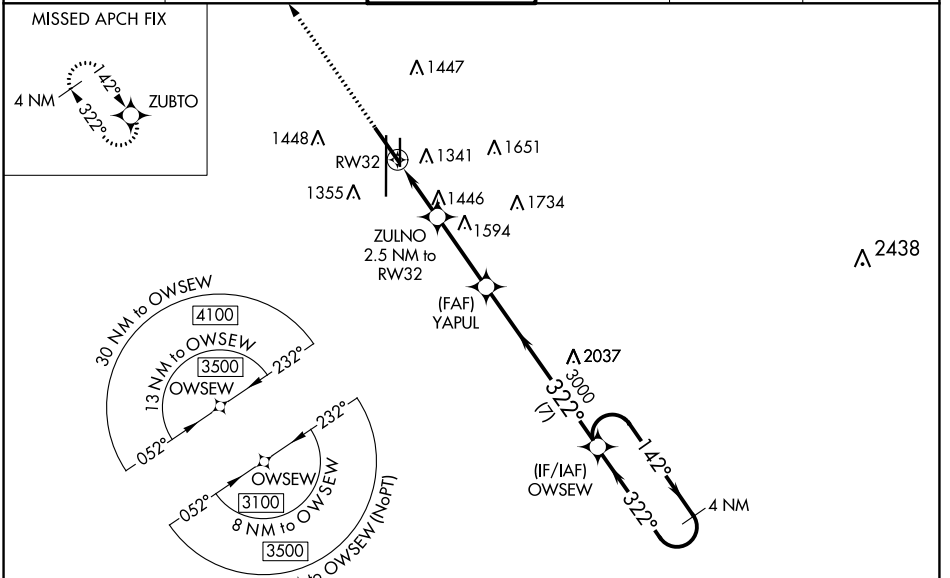 MISSED APCH FIX
4 NM
142°
322°
ZUBTO
1447
1448
RW32
1341
1651
1355
1446
1734
ZULNO
2.5 NM to
RW32
1594
2438
(FAF)
YAPUL
2037
3000
322°
(7)
(IF/IAF)
OWSEW
142°
322°
4 NM
30 NM to OWSEW
4100
13 NM to OWSEW
3500
OWSEW
232°
052°
232°
OWSEW
052°
3100
8 NM to OWSEW
3500
to OWSEW (NoPT)